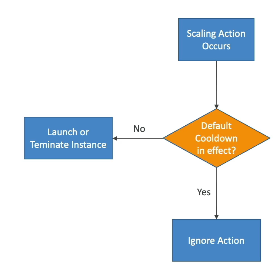 Scaling Action
Occurs
Default
Cooldown
in effect?
No
Launch or
Teminate Instance
Yes
Ignore Action